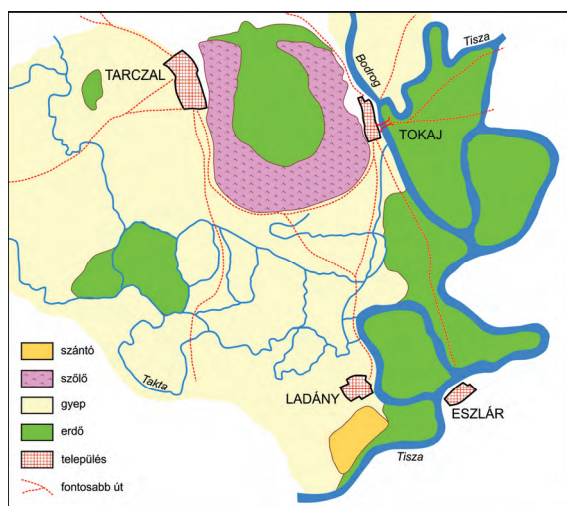 Tisza
Bodrog
TARCZAL
TOKAJ
szántó
szőlő
gyep
erdő
település
fontosabb út
Takta
LADÁNY
ESZLÁR
Tisza